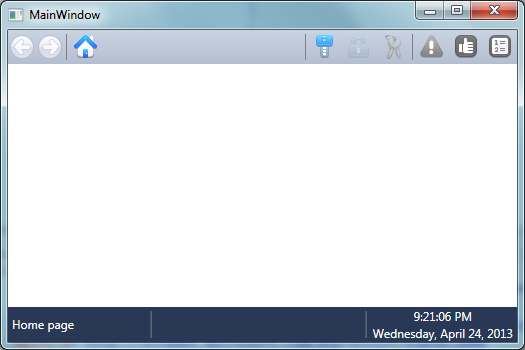 MainWindow
Home page
9:21:06 PM
Wednesday, April 24, 2013